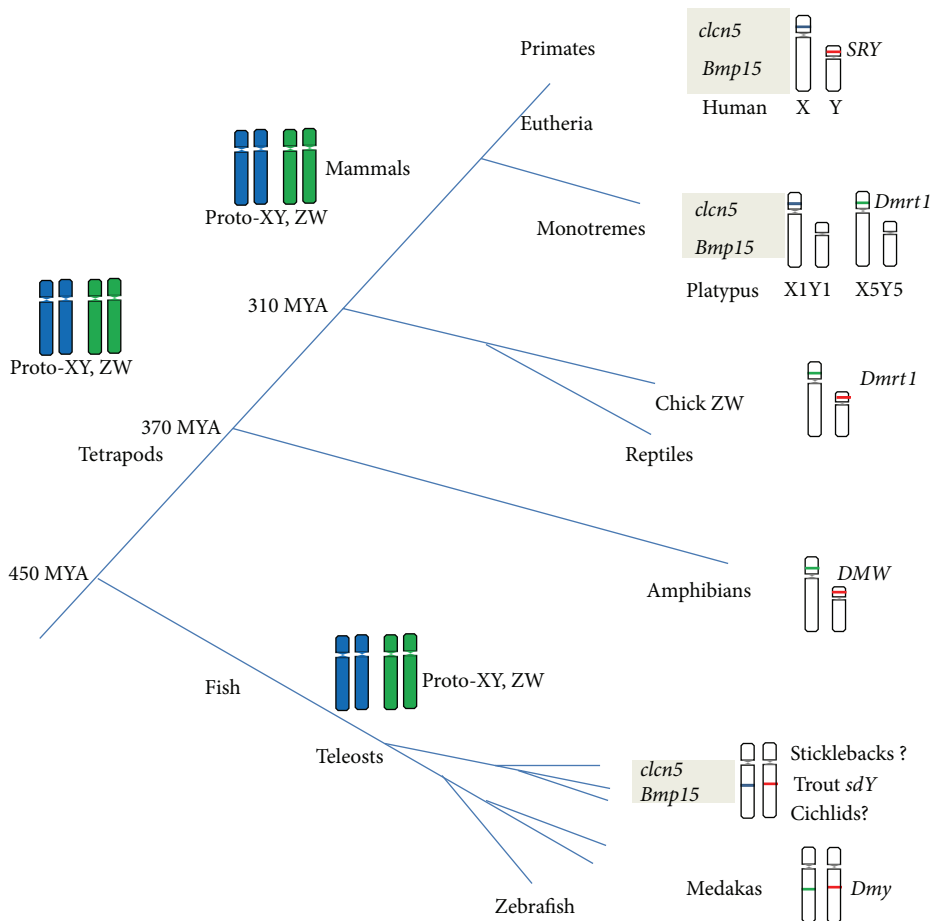 Primates
clcn5
Bmp15
SRY
Human X Y
Eutheria
Mammals
Proto-XY, ZW
Monotremes
clcn5
Bmp15
Dmrt1
Platypus X1Y1 X5Y5
310 MYA
Proto-XY, ZW
Chick ZW
Dmrt1
Reptiles
370 MYA
Tetrapods
450 MYA
Amphibians
DMW
Fish
Proto-XY, ZW
Teleosts
clcn5
Bmp15
Sticklebacks ?
Trout sdY
Cichlids?
Medakas
Dmy
Zebrafish